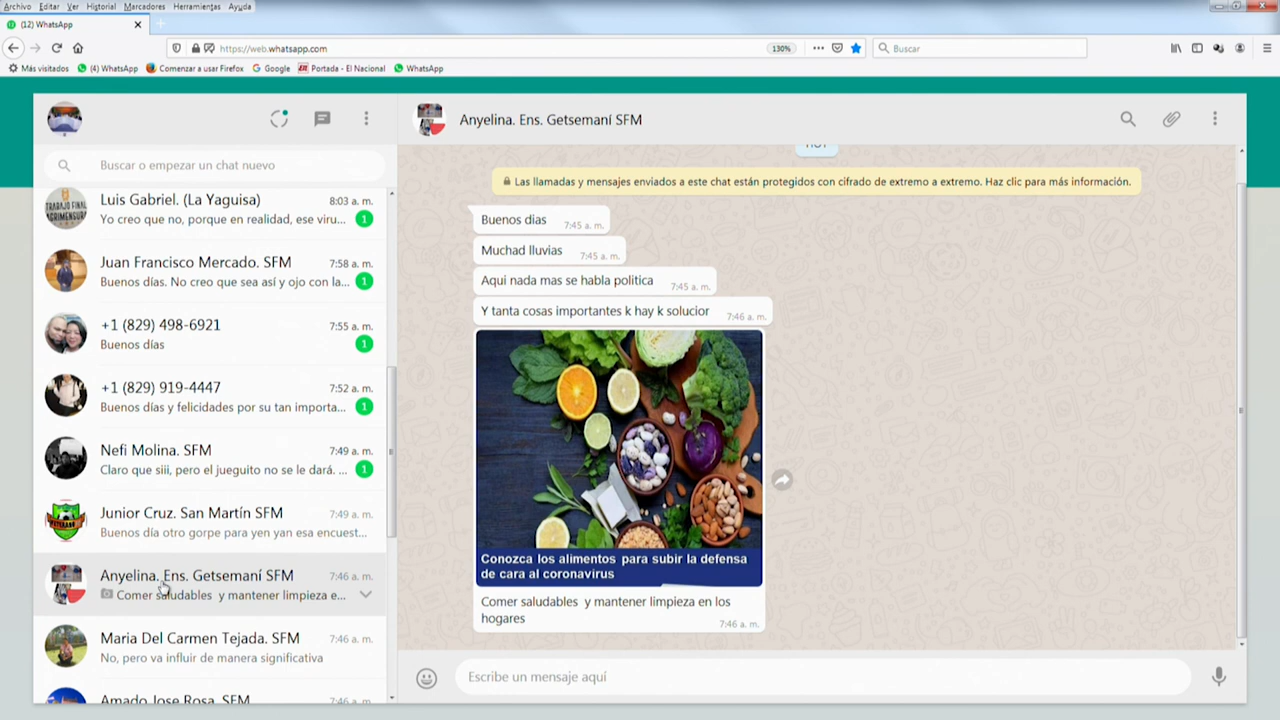 Archivo Editar Ver Historial Marcadores Herramientas Ayuda
(12) WhatsApp
https://web.whatsapp.com
130%
Buscar
Más visitados
(4) WhatsApp
Comenzar a usar Firefox
Google
Portada - El Nacional
WhatsApp
Anyelina. Ens. Getsemaní SFM
Buscar o empezar un chat nuevo
HOY
Las llamadas y mensajes enviados a este chat están protegidos con cifrado de extremo a extremo. Haz clic para más información.
Luis Gabriel. (La Yaguisa) 8:03 a. m.
Yo creo que no, porque en realidad, ese viru... 1
Juan Francisco Mercado. SFM 7:58 a. m.
Buenos días. No creo que sea así y ojo con la... 1
+1 (829) 498-6921 7:55 a. m.
Buenos días 1
+1 (829) 919-4447 7:52 a. m.
Buenos días y felicidades por su tan importa... 1
Nefi Molina. SFM 7:49 a. m.
Claro que siii, pero el jueguito no se le dará. ... 1
Junior Cruz. San Martín SFM 7:49 a. m.
Buenos día otro gorpe para yen yan esa encuest...
Anyelina. Ens. Getsemaní SFM 7:46 a. m.
Comer saludables y mantener limpieza e...
Maria Del Carmen Tejada. SFM 7:46 a. m.
No, pero va influir de manera significativa
Amado Jose Rosa. SFM 7:46 a. m.
Buenos dias 7:45 a. m.
Muchad lluvias 7:45 a. m.
Aqui nada mas se habla politica 7:45 a. m.
Y tanta cosas importantes k hay k solucior 7:46 a. m.
Conozca los alimentos para subir la defensa
de cara al coronavirus
Comer saludables y mantener limpieza en los
hogares 7:46 a. m.
Escribe un mensaje aquí